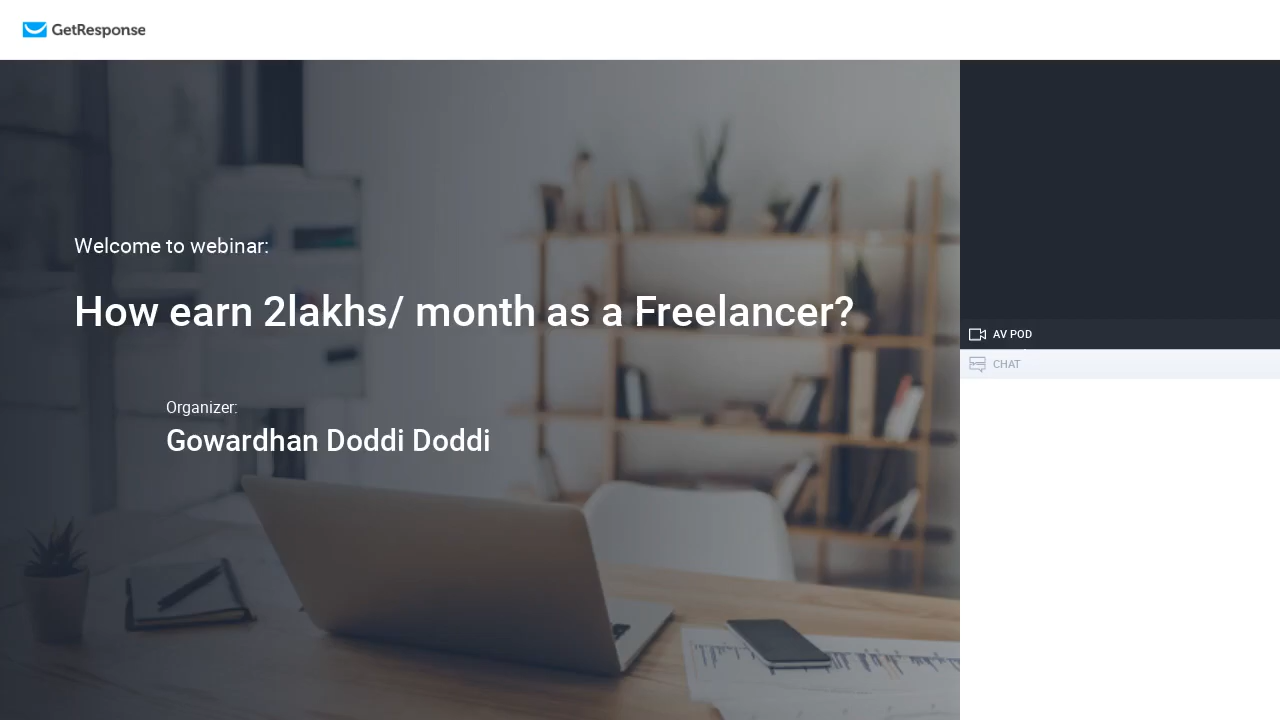 GetResponse
Welcome to webinar:
How earn 2lakhs/ month as a Freelancer?
Organizer:
Gowardhan Doddi Doddi
AV POD
CHAT